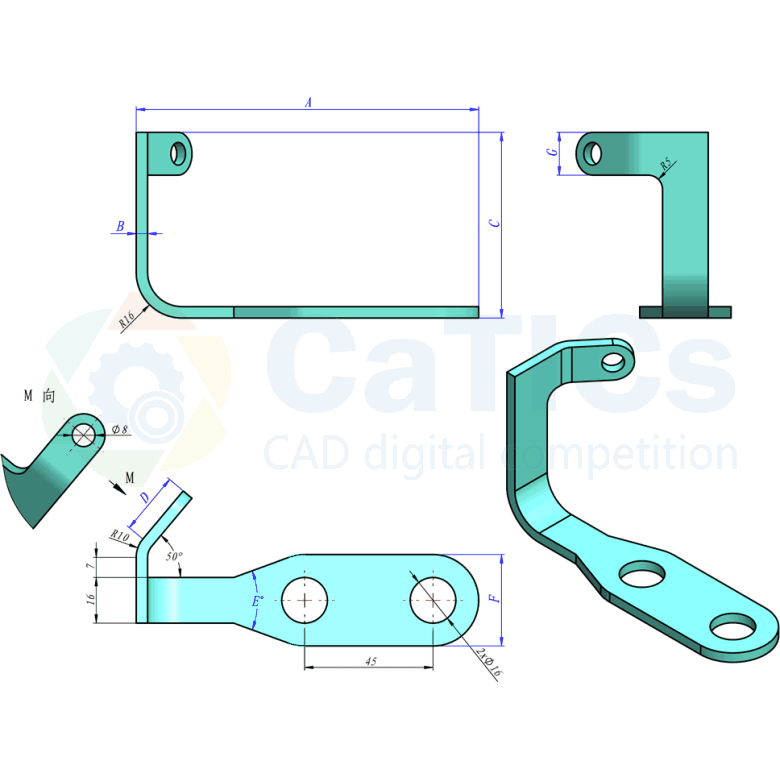 A
G
R5
B
C
R16
CaTICs
M 向
CAD digital competition
Φ8
M
D
R10
50°
7
16
E°
F
45
2xΦ16